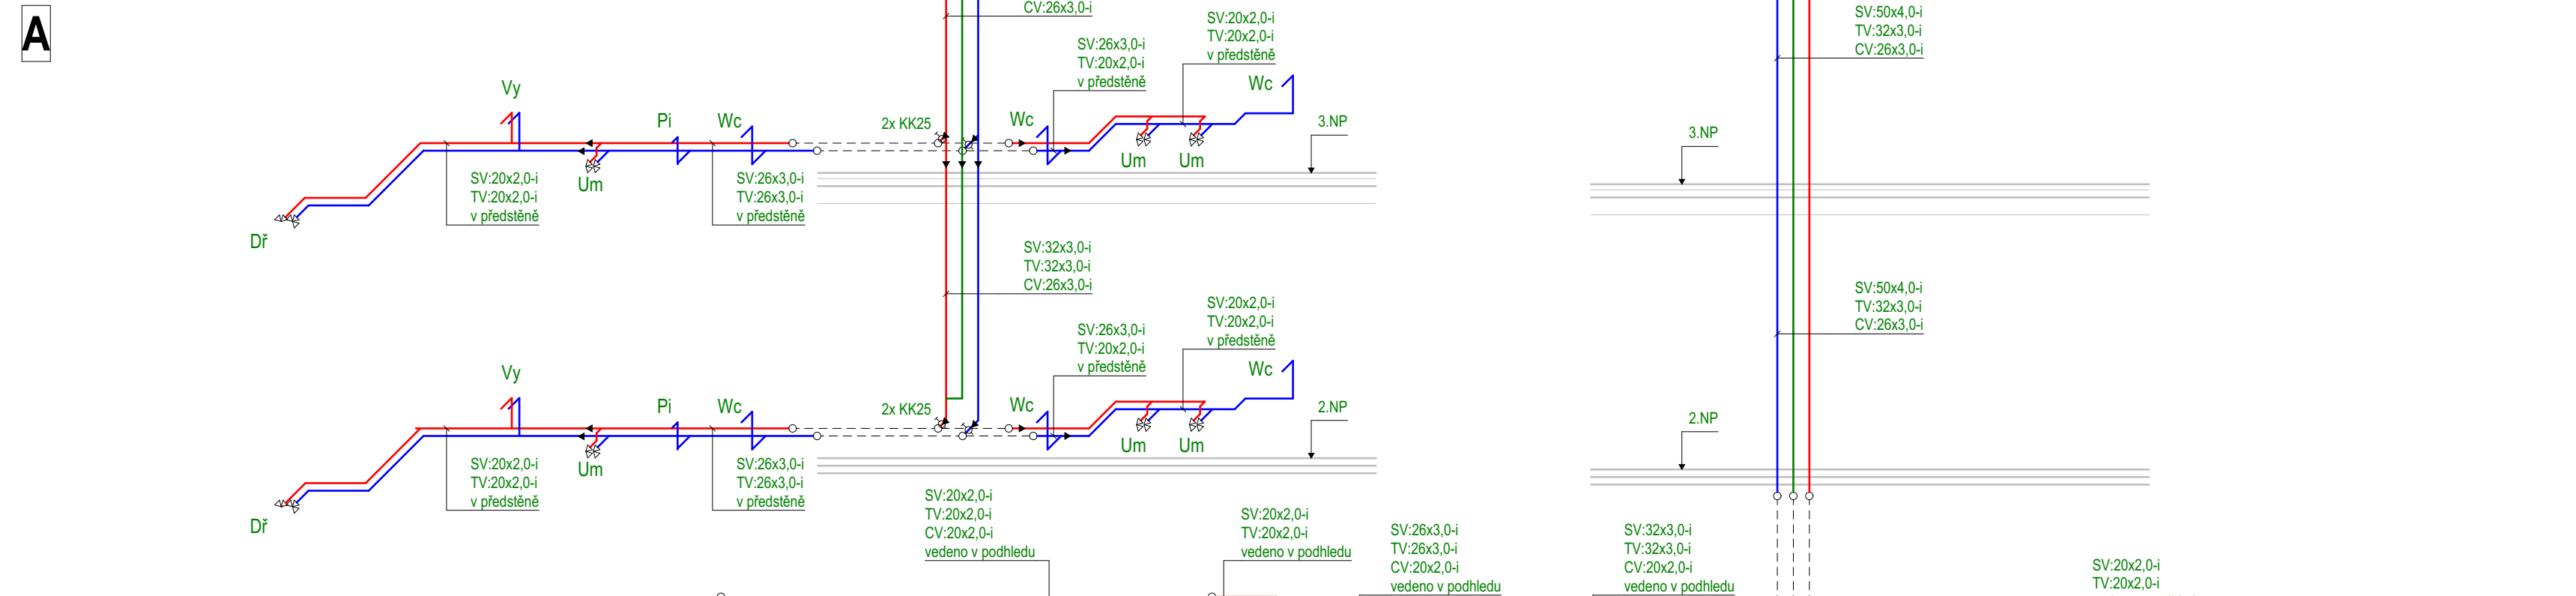 A
CV:26x3,0-i
SV:20x2,0-i
TV:20x2,0-i
v předstěně
SV:26x3,0-i
TV:20x2,0-i
v předstěně
SV:50x4,0-i
TV:32x3,0-i
CV:26x3,0-i
Vy
Pi
Wc
2x KK25
Wc
Wc
3.NP
3.NP
Um
Um
Um
SV:20x2,0-i
TV:20x2,0-i
v předstěně
SV:26x3,0-i
TV:26x3,0-i
v předstěně
Dř
SV:32x3,0-i
TV:32x3,0-i
CV:26x3,0-i
SV:50x4,0-i
TV:32x3,0-i
CV:26x3,0-i
SV:20x2,0-i
TV:20x2,0-i
v předstěně
SV:26x3,0-i
TV:20x2,0-i
v předstěně
Vy
Pi
Wc
2x KK25
Wc
Wc
2.NP
2.NP
Um
Um
Um
SV:20x2,0-i
TV:20x2,0-i
v předstěně
SV:26x3,0-i
TV:26x3,0-i
v předstěně
Dř
SV:20x2,0-i
TV:20x2,0-i
CV:20x2,0-i
vedeno v podhledu
SV:20x2,0-i
TV:20x2,0-i
vedeno v podhledu
SV:26x3,0-i
TV:26x3,0-i
CV:20x2,0-i
vedeno v podhledu
SV:32x3,0-i
TV:32x3,0-i
CV:20x2,0-i
vedeno v podhledu
SV:20x2,0-i
TV:20x2,0-i